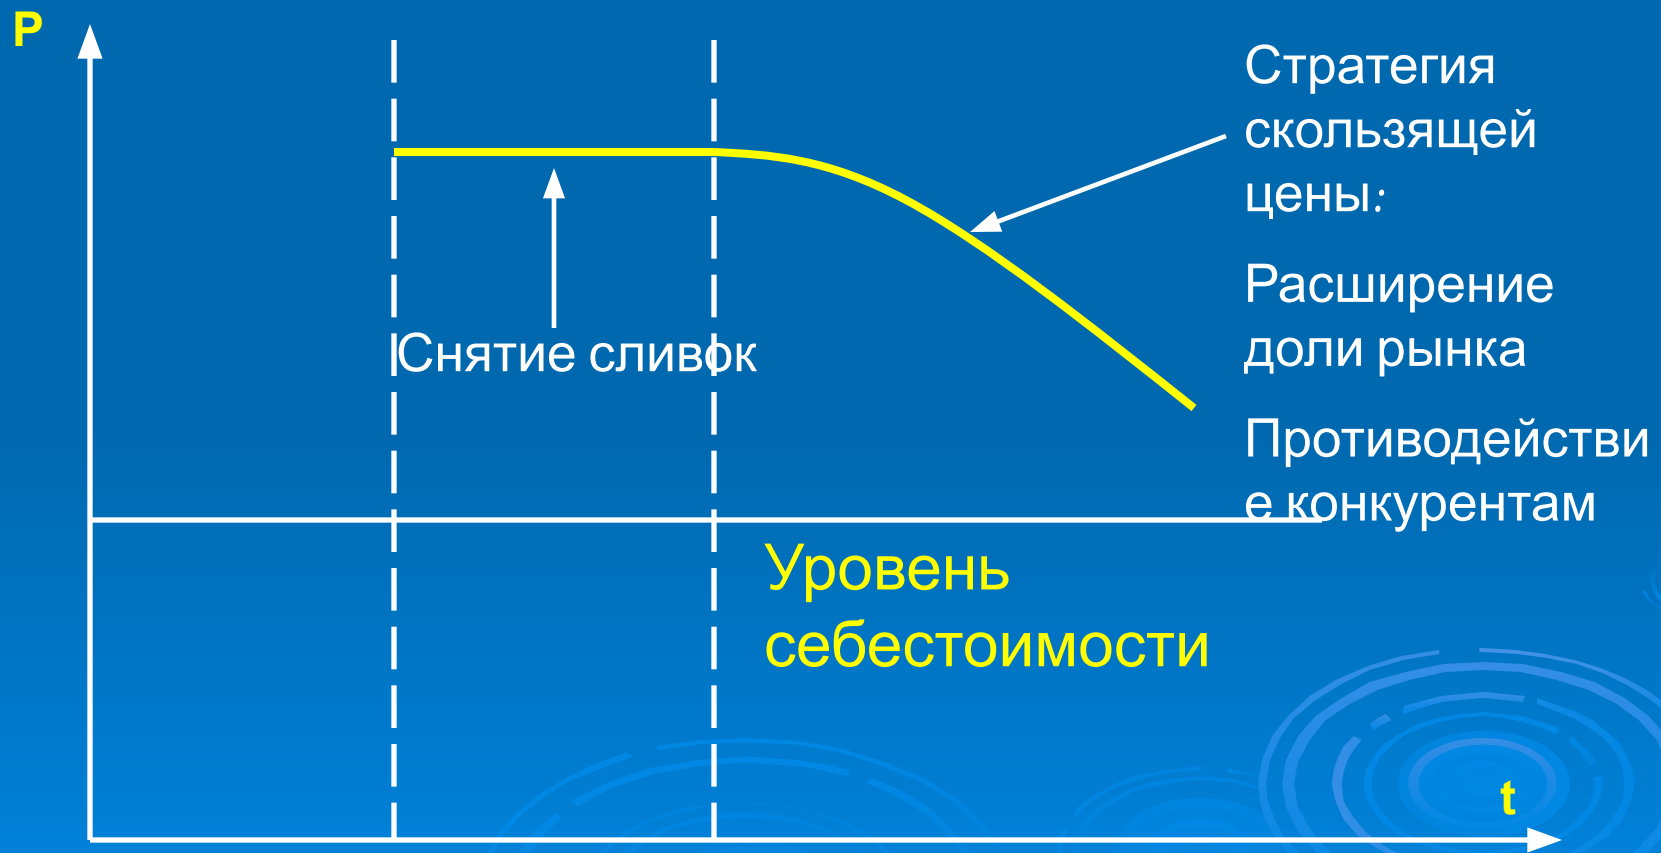 P
Стратегия
скользящей
цены:
Расширение
доли рынка
Снятие сливок
Противодействи
е конкурентам
Уровень
себестоимости
t